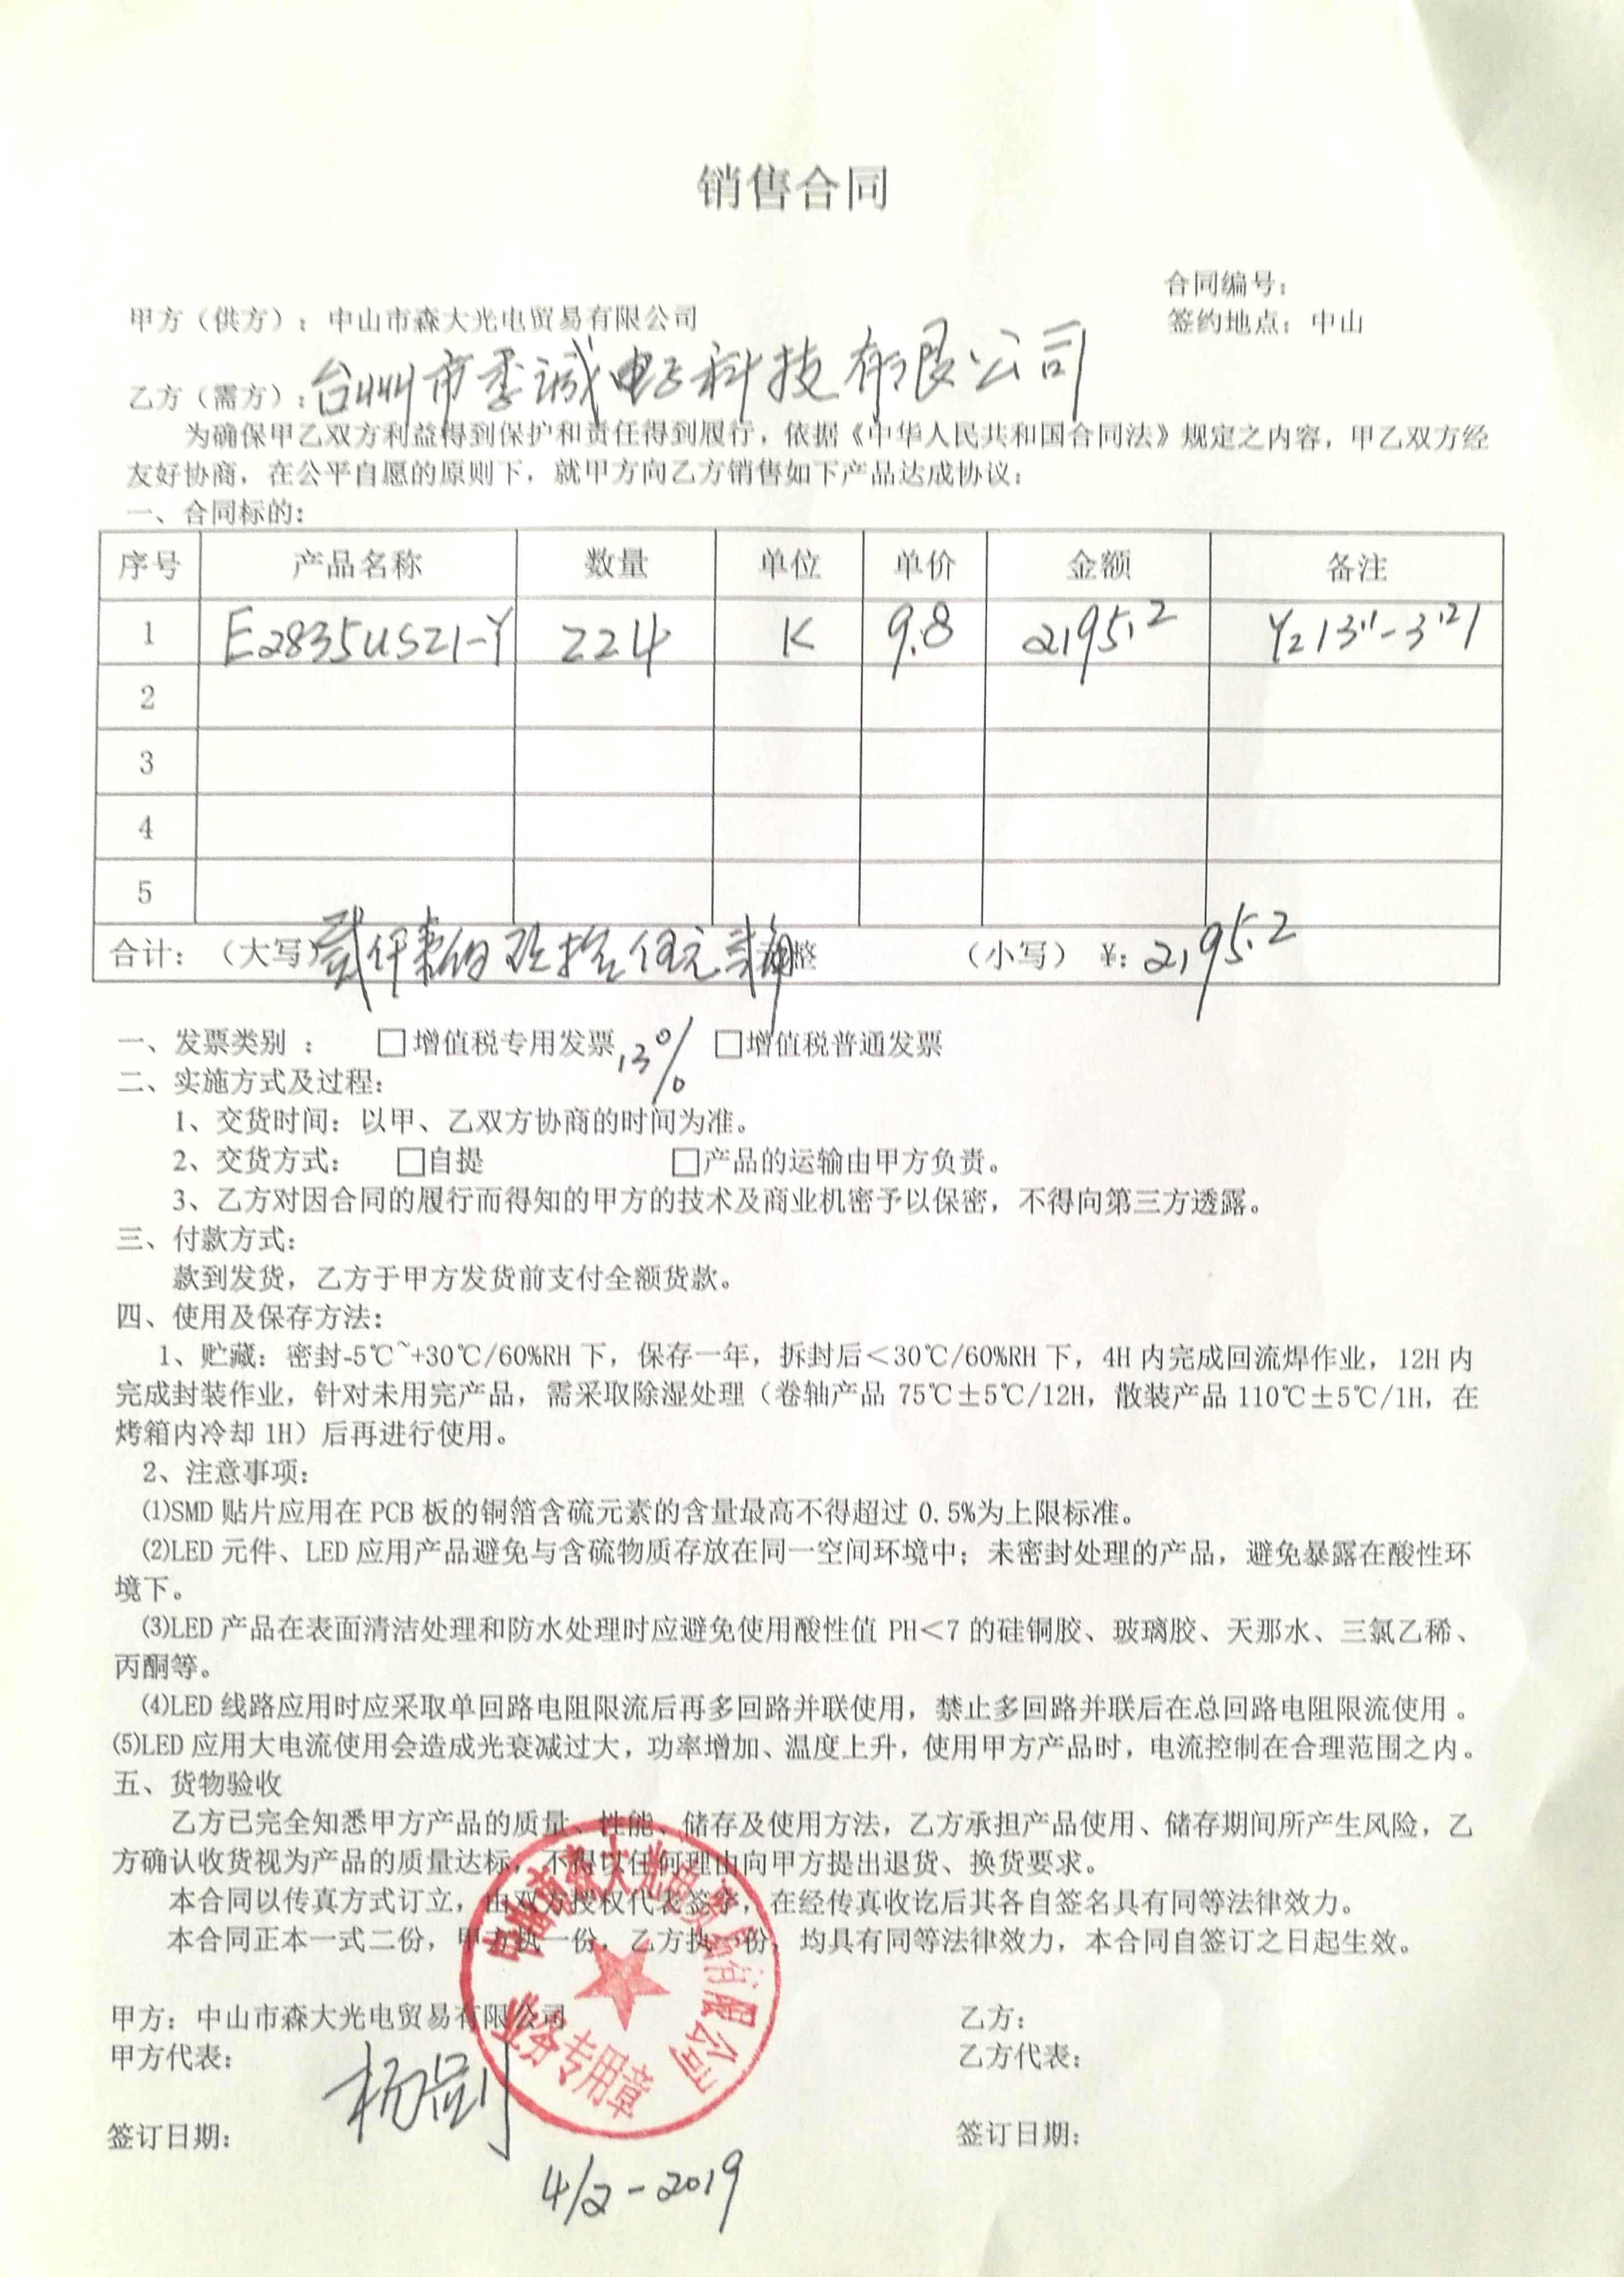 销售合同
合同编号：
甲方（供方）：中山市森大光电贸易有限公司
签约地点：中山
乙方（需方）：台州市季诚电子科技有限公司
为确保甲乙双方利益得到保护和责任得到履行，依据《中华人民共和国合同法》规定之内容，甲乙双方经
友好协商，在公平自愿的原则下，就甲方向乙方销售如下产品达成协议：
一、合同标的：
序号 产品名称 数量 单位 单价 金额 备注
1 E2835US21-Y 224 K 9.8 2195.2
2
3
4
5
合计：（大写）贰仟壹佰玖拾伍元贰角整 （小写）￥：2195.2
一、发票类别 ： □增值税专用发票 13% □增值税普通发票
二、实施方式及过程：
1、交货时间：以甲、乙双方协商的时间为准。
2、交货方式： □自提 □产品的运输由甲方负责。
3、乙方对因合同的履行而得知的甲方的技术及商业机密予以保密，不得向第三方透露。
三、付款方式：
款到发货，乙方于甲方发货前支付全额货款。
四、使用及保存方法：
1、贮藏：密封-5℃~+30℃/60%RH 下，保存一年，拆封后＜30℃/60%RH 下，4H 内完成回流焊作业，12H 内
完成封装作业，针对未用完产品，需采取除湿处理（卷轴产品 75℃±5℃/12H，散装产品 110℃±5℃/1H，在
烤箱内冷却 1H）后再进行使用。
2、注意事项：
⑴SMD 贴片应用在 PCB 板的铜箔含硫元素的含量最高不得超过 0.5%为上限标准。
⑵LED 元件、LED 应用产品避免与含硫物质存放在同一空间环境中；未密封处理的产品，避免暴露在酸性环
境下。
⑶LED 产品在表面清洁处理和防水处理时应避免使用酸性值 PH＜7 的硅铜胶、玻璃胶、天那水、三氯乙稀、
丙酮等。
⑷LED 线路应用时应采取单回路电阻限流后再多回路并联使用，禁止多回路并联后在总回路电阻限流使用 。
⑸LED 应用大电流使用会造成光衰减过大，功率增加、温度上升，使用甲方产品时，电流控制在合理范围之内。
五、货物验收
乙方已完全知悉甲方产品的质量、性能、储存及使用方法，乙方承担产品使用、储存期间所产生风险，乙
方确认收货视为产品的质量达标，不得以任何理由向甲方提出退货、换货要求。
本合同以传真方式订立，由双方授权代表签字，在经传真收讫后其各自签名具有同等法律效力。
本合同正本一式二份，甲方执一份，乙方执一份，均具有同等法律效力，本合同自签订之日起生效。
中山市森大光电贸易有限公司
业务专用章
甲方：中山市森大光电贸易有限公司 乙方：
甲方代表： 乙方代表：
签订日期： 签订日期：
4/2-2019